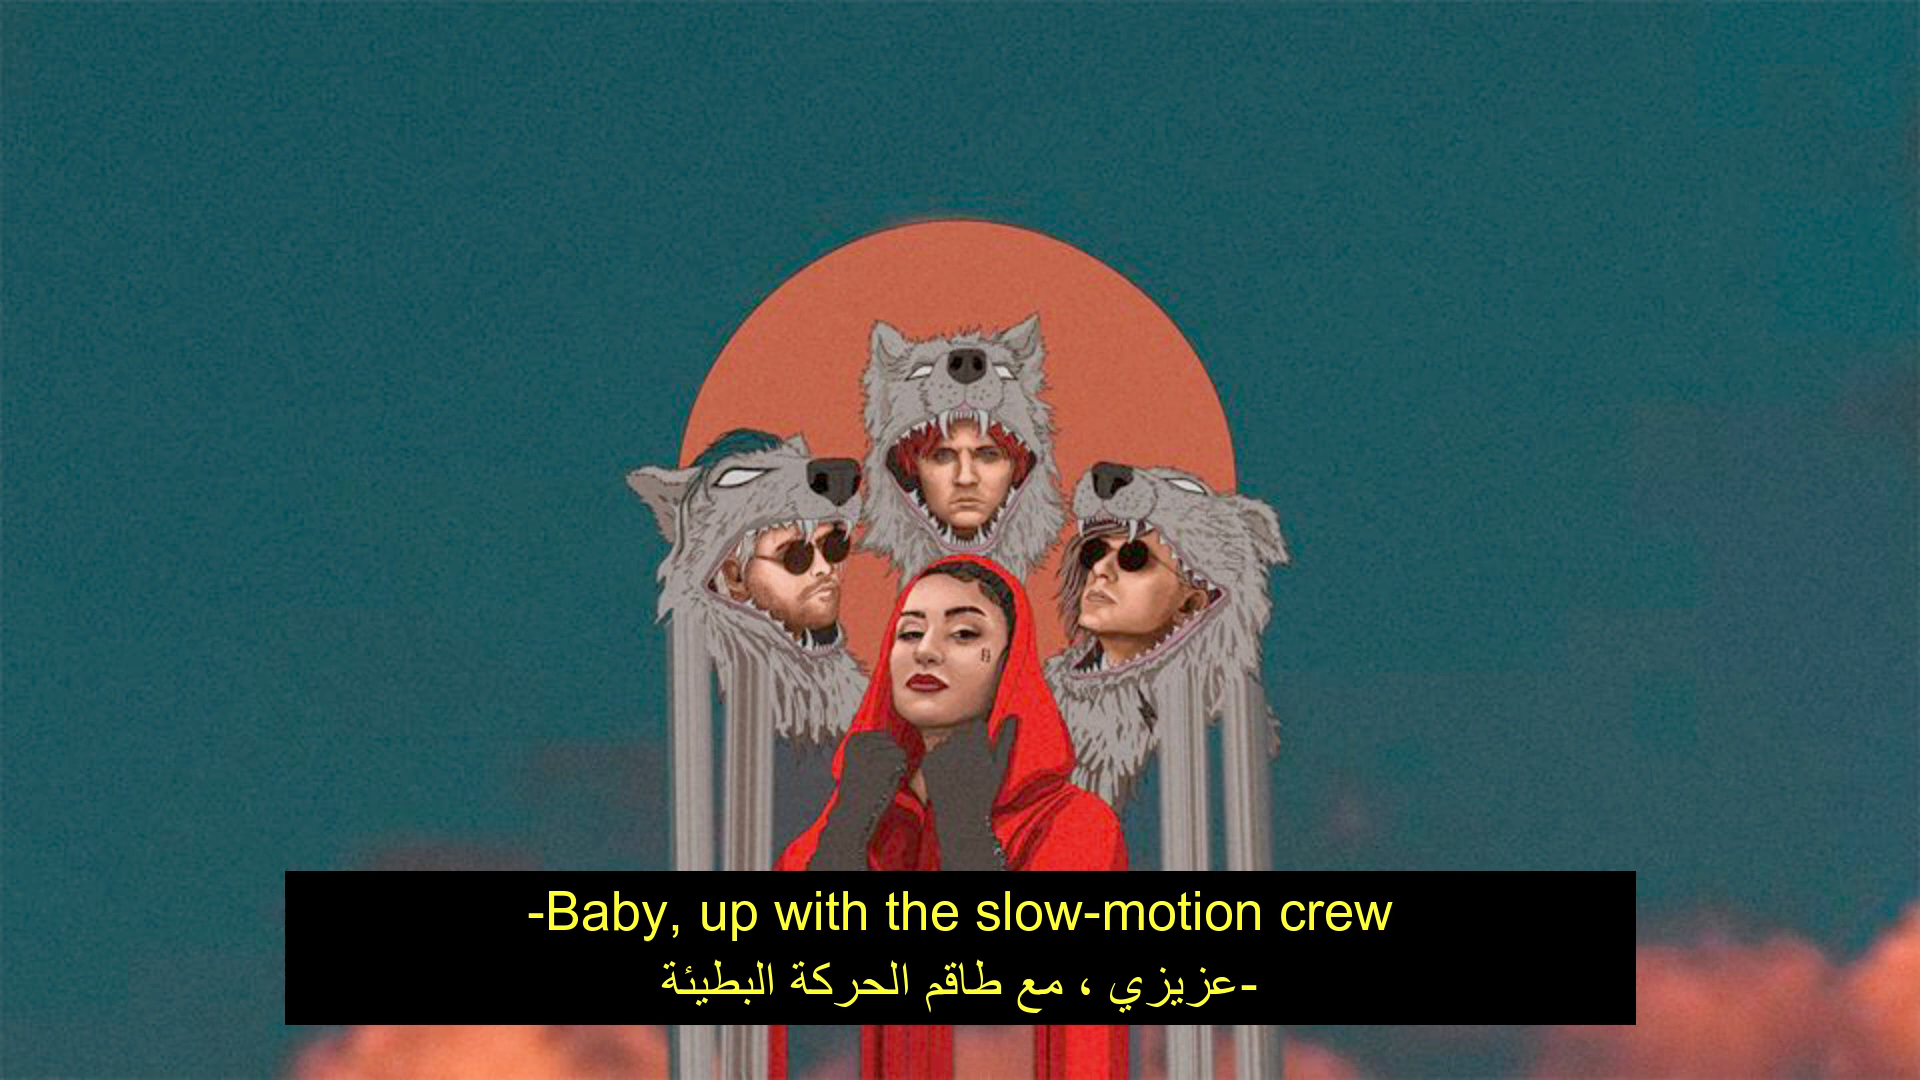 -Baby, up with the slow-motion crew
-عزيزي ، مع طاقم الحركة البطيئة